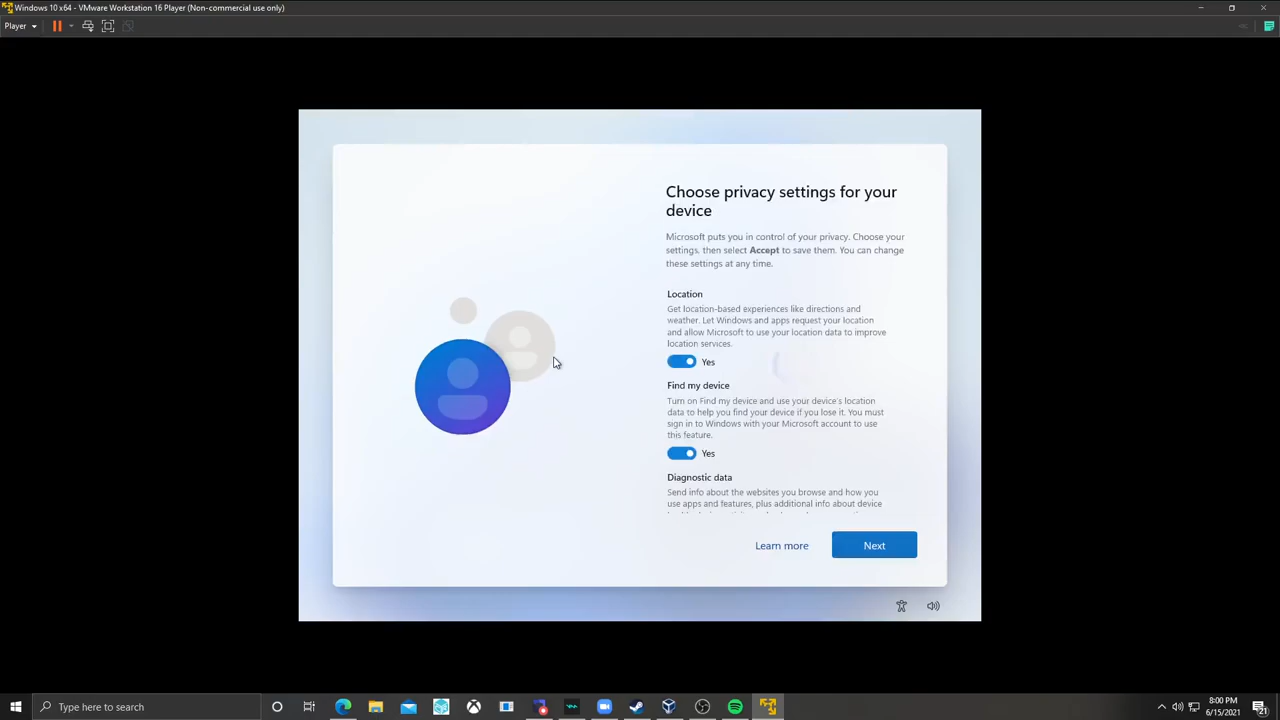 Windows 10 x64 - VMware Workstation 16 Player (Non-commercial use only)
Player
Choose privacy settings for your
device
Microsoft puts you in control of your privacy. Choose your
settings, then select Accept to save them. You can change
these settings at any time.
Location
Get location-based experiences like directions and
weather. Let Windows and apps request your location
and allow Microsoft to use your location data to improve
location services.
Yes
Find my device
Turn on Find my device and use your device's location
data to help you find your device if you lose it. You must
sign in to Windows with your Microsoft account to use
this feature.
Yes
Diagnostic data
Send info about the websites you browse and how you
use apps and features, plus additional info about device
Learn more
Next
Type here to search
8:00 PM
6/15/2021
21